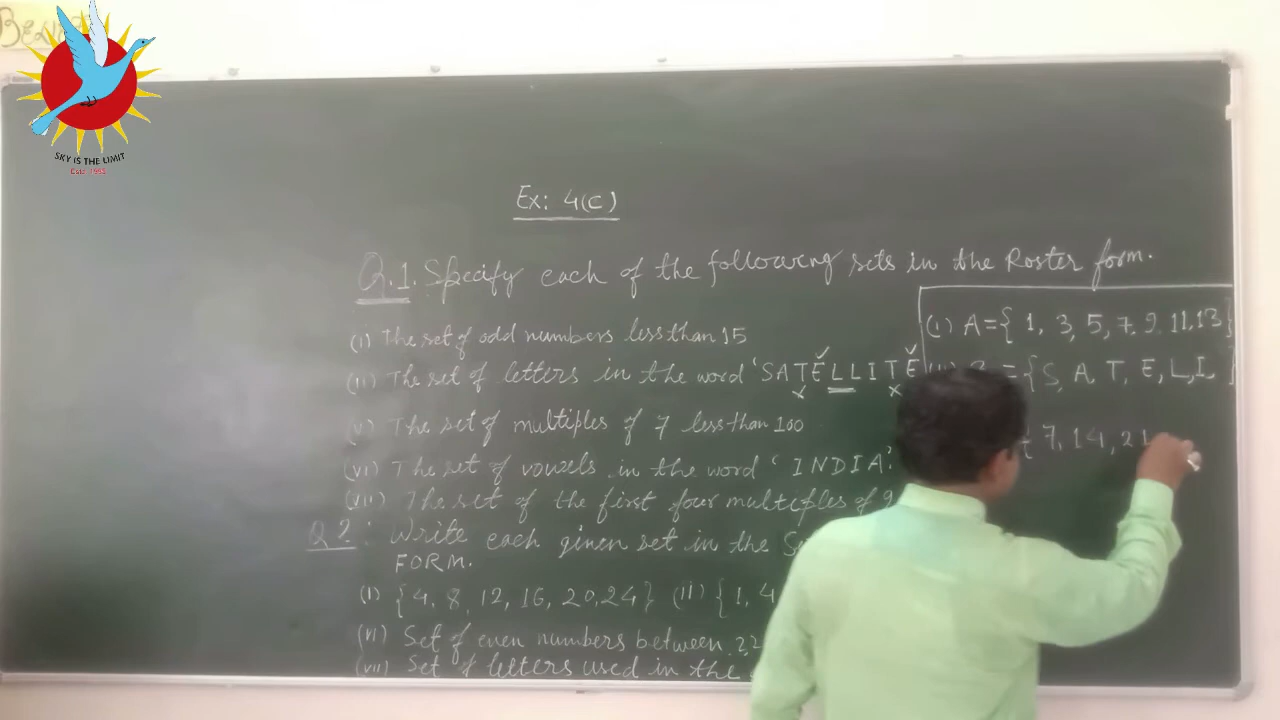 SKY IS THE LIMIT
Estd. 1955
Ex: 4(C)
Q.1. Specify each of the following sets in the Roster form.
(i) The set of odd numbers less than 15
(i) A={ 1, 3, 5, 7, 9, 11, 13 }
(ii) The set of letters in the word 'SATELLITE
={S, A, T, E, L, I, }
(v) The set of multiples of 7 less than 100
{ 7, 14, 21
(vi) The set of vowels in the word 'INDIA'.
(vii) The set of the first four multiples of 9
Q2: Write each given set in the
FORM.
(i) {4, 8, 12, 16, 20, 24} (ii) {1, 4
(vi) Set of even numbers between 2,
(vii) Set of letters used in the